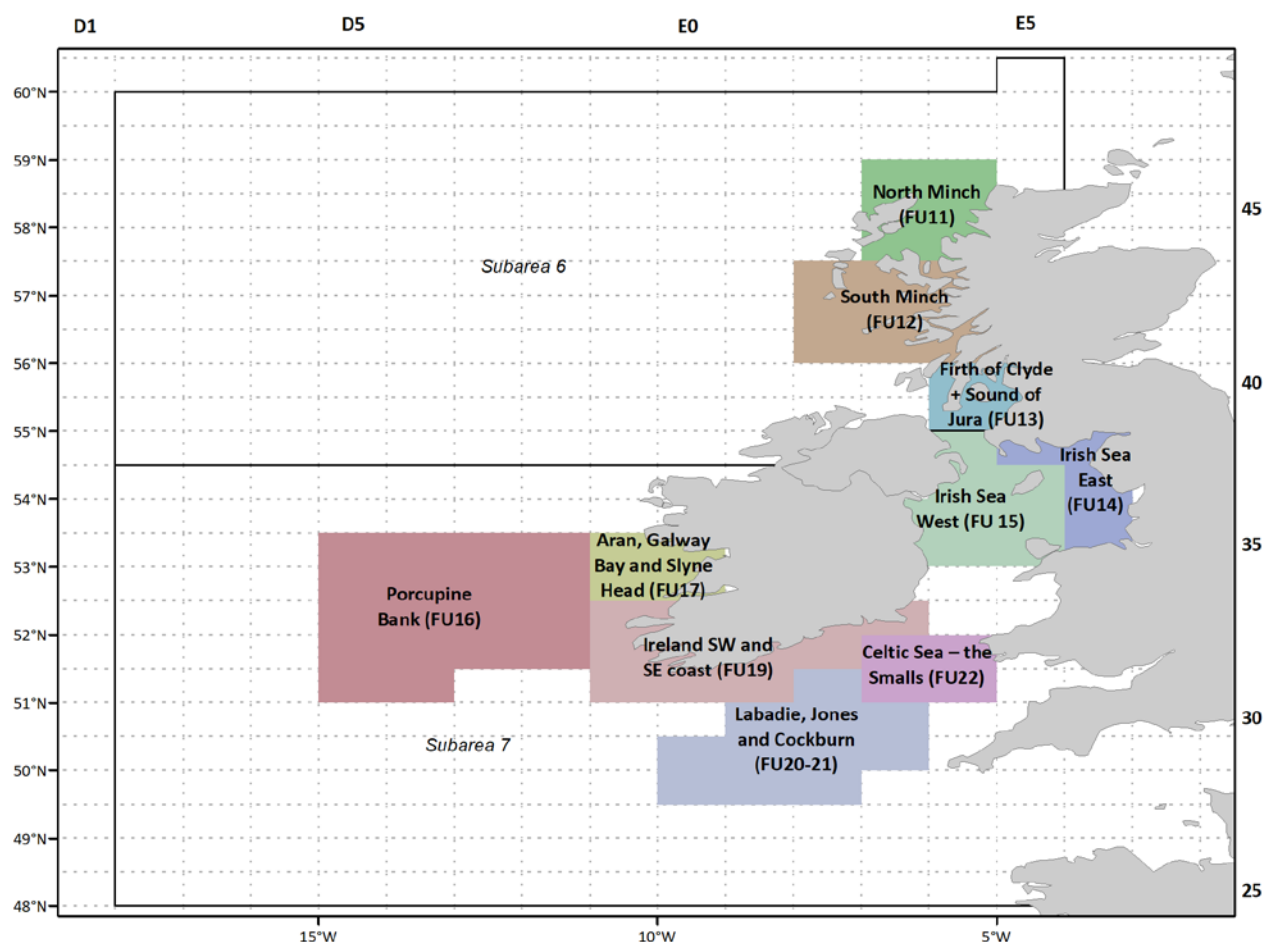 D1
D5
E0
E5
60°N
59°N
58°N
57°N
56°N
55°N
54°N
53°N
52°N
51°N
50°N
49°N
48°N
45
40
35
30
25
15°W
10°W
5°W
North Minch
(FU11)
Subarea 6
South Minch
(FU12)
Firth of Clyde
+ Sound of
Jura (FU13)
Irish Sea
East
(FU14)
Irish Sea
West (FU 15)
Aran, Galway
Bay and Slyne
Head (FU17)
Porcupine
Bank (FU16)
Ireland SW and
SE coast (FU19)
Celtic Sea – the
Smalls (FU22)
Labadie, Jones
and Cockburn
(FU20-21)
Subarea 7